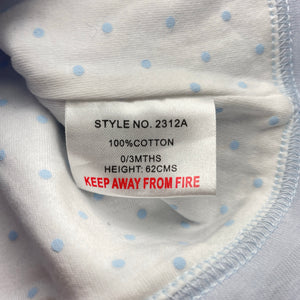 STYLE NO. 2312A
100%COTTON
0/3MTHS
HEIGHT: 62CMS
KEEP AWAY FROM FIRE